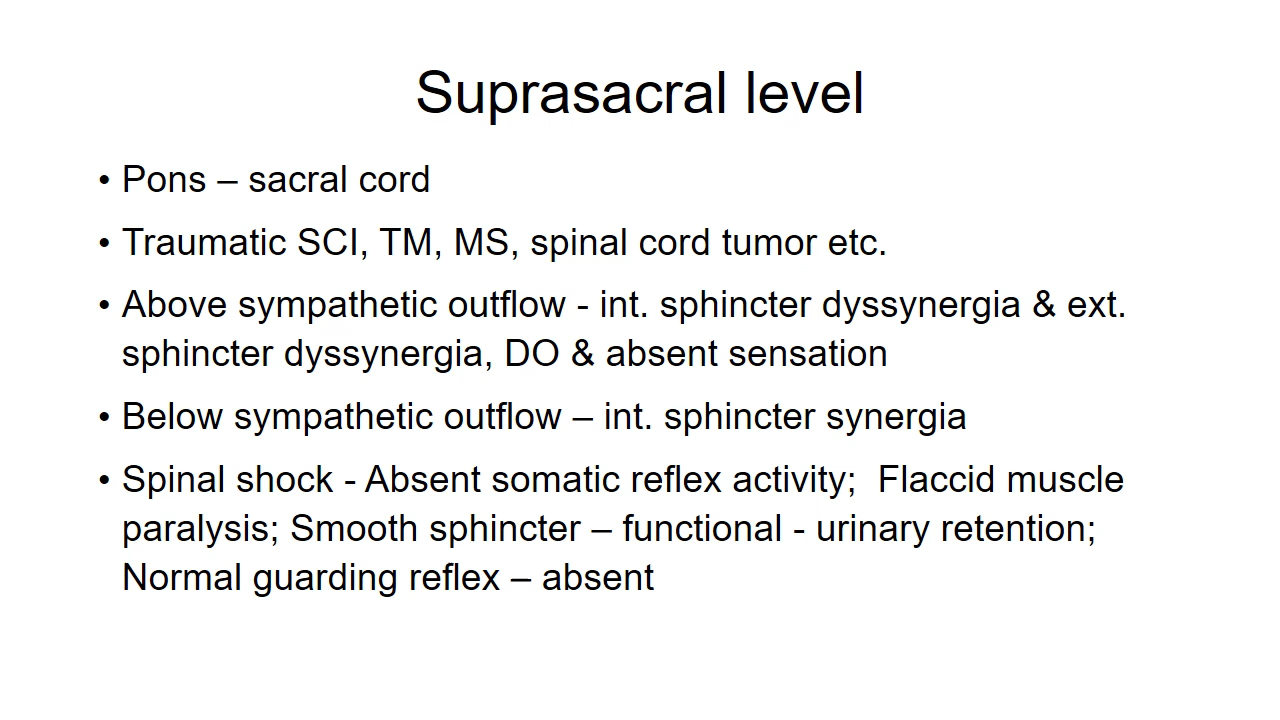 Suprasacral level
• Pons – sacral cord
• Traumatic SCI, TM, MS, spinal cord tumor etc.
• Above sympathetic outflow - int. sphincter dyssynergia & ext.
sphincter dyssynergia, DO & absent sensation
• Below sympathetic outflow – int. sphincter synergia
• Spinal shock - Absent somatic reflex activity;  Flaccid muscle
paralysis; Smooth sphincter – functional - urinary retention;
Normal guarding reflex – absent